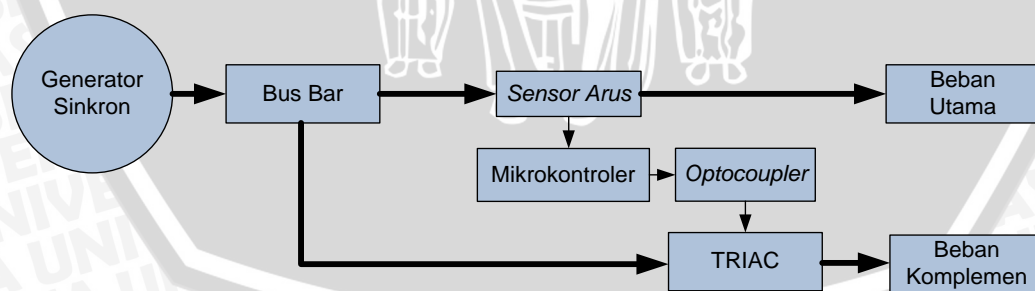 Generator
Sinkron
Bus Bar
Sensor Arus
Beban
Utama
Mikrokontroler
Optocoupler
TRIAC
Beban
Komplemen